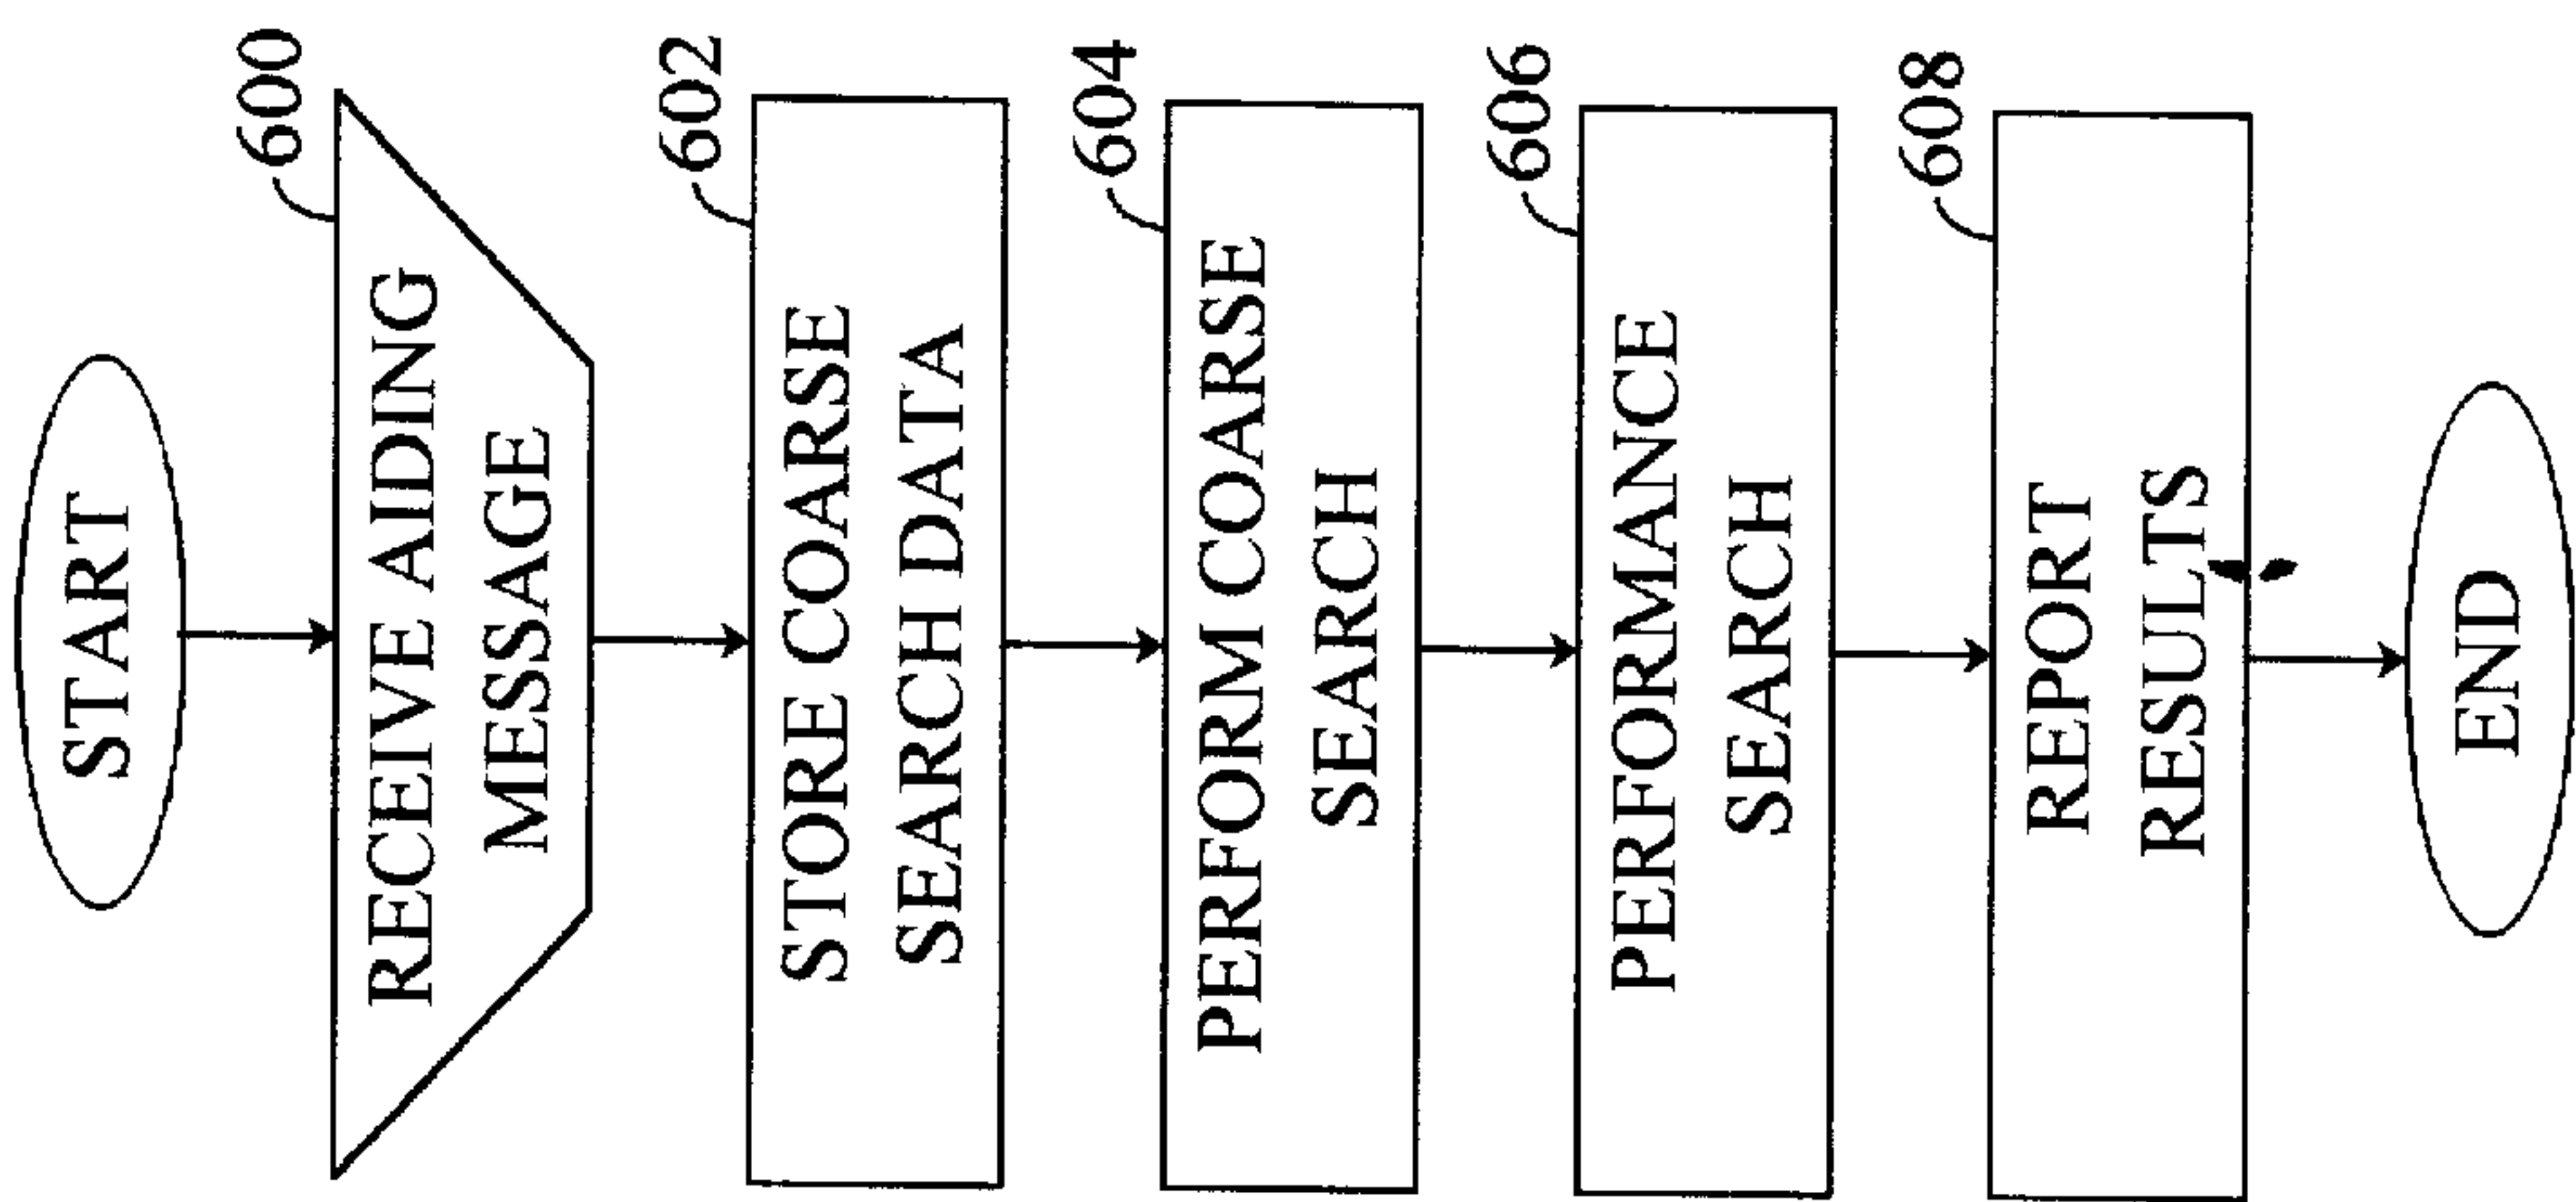 START
600
RECEIVE AIDING
MESSAGE
602
STORE COARSE
SEARCH DATA
604
PERFORM COARSE
SEARCH
606
PERFORMANCE
SEARCH
608
REPORT
RESULTS
END